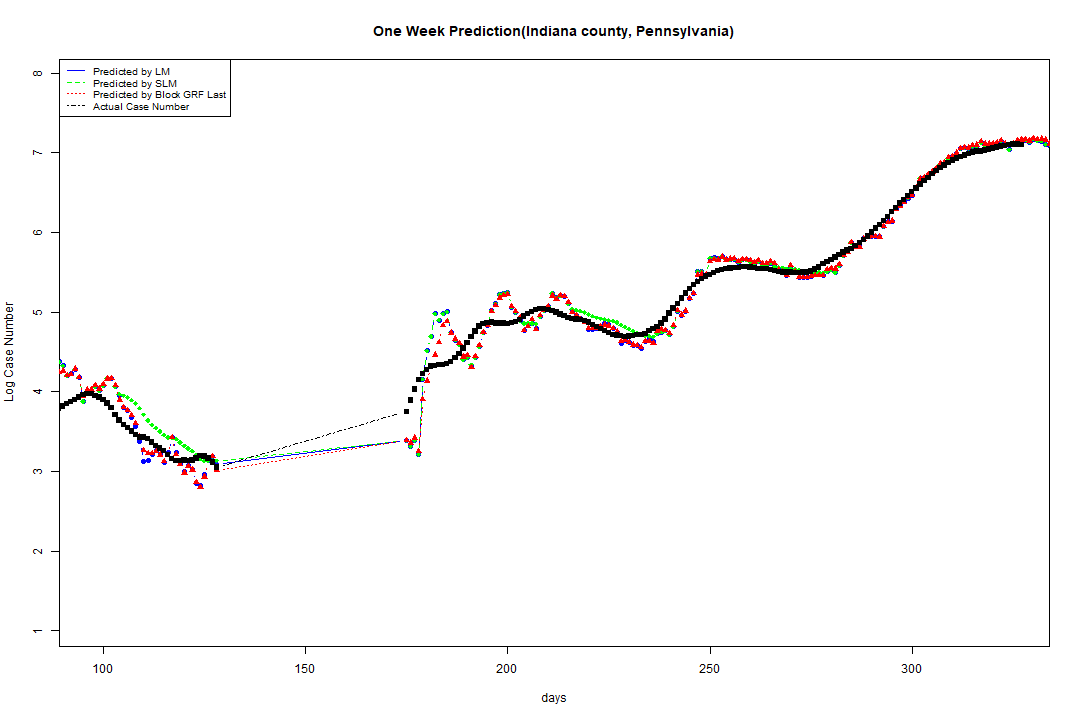 One Week Prediction(Indiana county, Pennsylvania)
Predicted by LM
Predicted by SLM
Predicted by Block GRF Last
Actual Case Number
8
7
6
5
4
3
2
1
Log Case Number
100 150 200 250 300
days